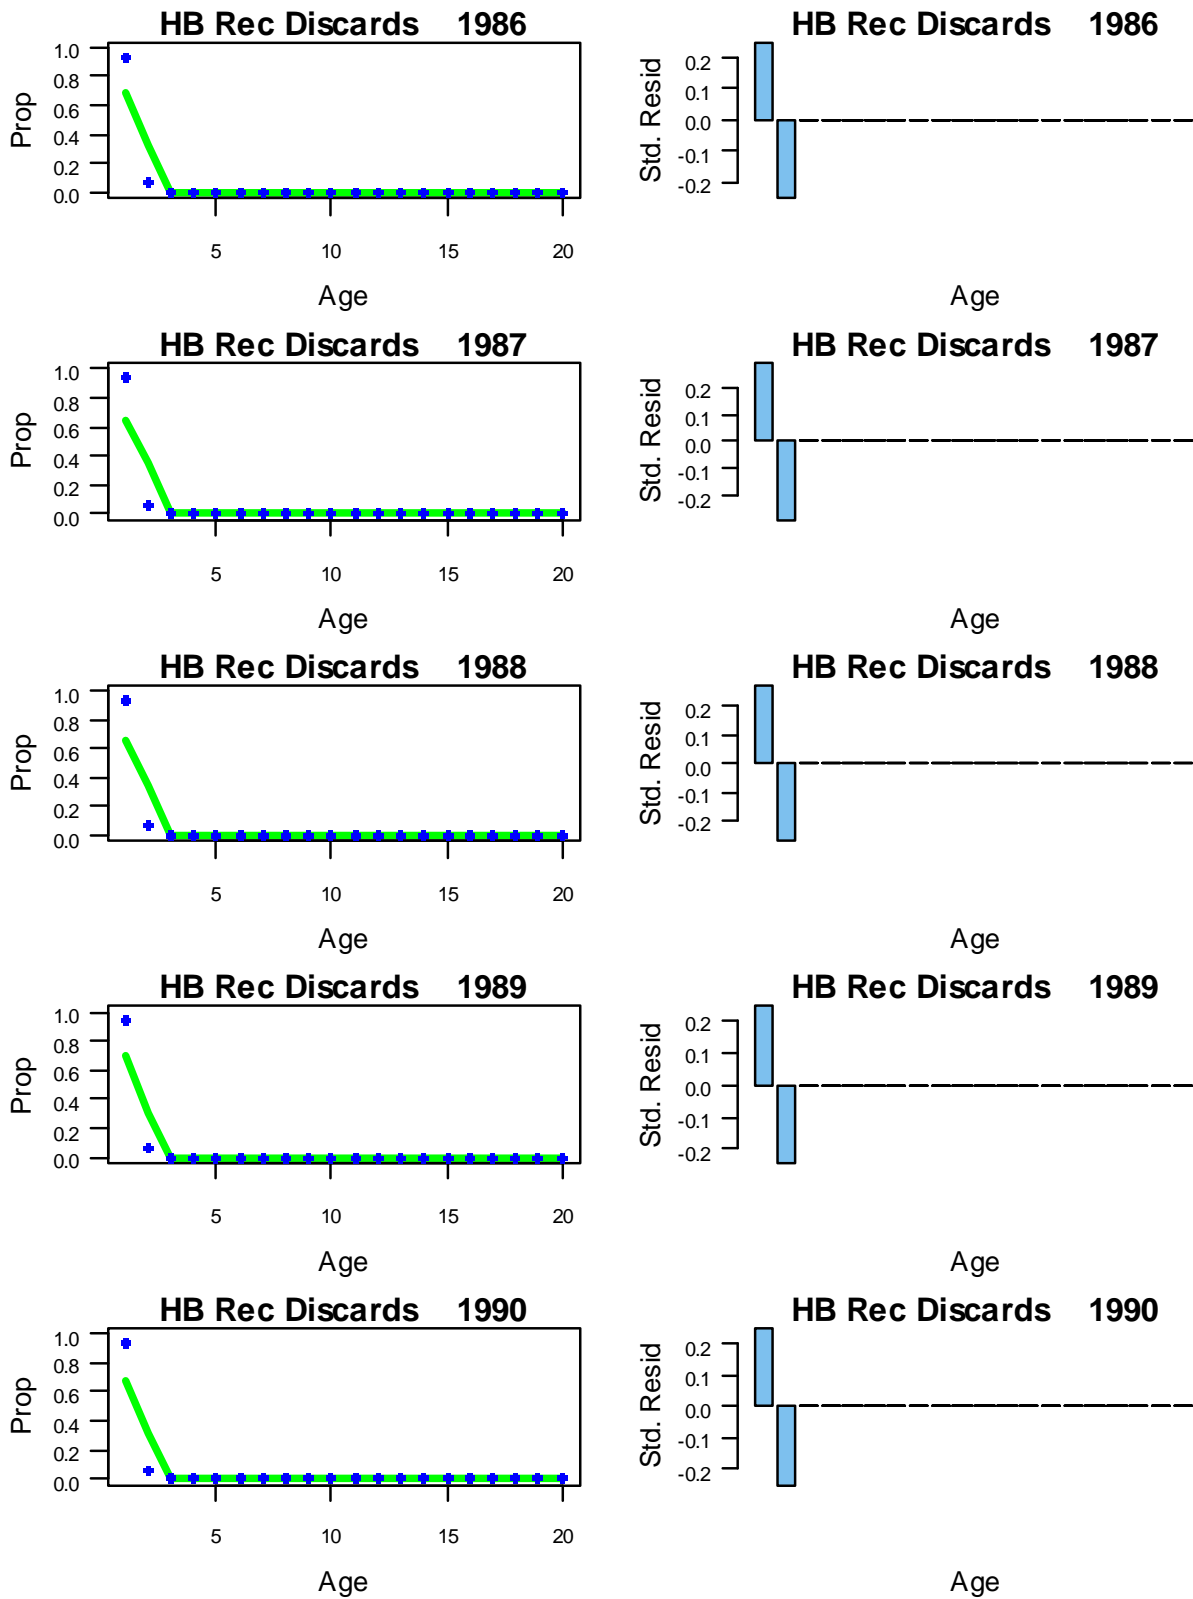 HB Rec Discards 1986
Prop
1.0
0.8
0.6
0.4
0.2
0.0
5 10 15 20
Age
HB Rec Discards 1986
Std. Resid
0.2
0.1
0.0
-0.1
-0.2
Age
HB Rec Discards 1987
Prop
1.0
0.8
0.6
0.4
0.2
0.0
5 10 15 20
Age
HB Rec Discards 1987
Std. Resid
0.2
0.1
0.0
-0.1
-0.2
Age
HB Rec Discards 1988
Prop
1.0
0.8
0.6
0.4
0.2
0.0
5 10 15 20
Age
HB Rec Discards 1988
Std. Resid
0.2
0.1
0.0
-0.1
-0.2
Age
HB Rec Discards 1989
Prop
1.0
0.8
0.6
0.4
0.2
0.0
5 10 15 20
Age
HB Rec Discards 1989
Std. Resid
0.2
0.1
0.0
-0.1
-0.2
Age
HB Rec Discards 1990
Prop
1.0
0.8
0.6
0.4
0.2
0.0
5 10 15 20
Age
HB Rec Discards 1990
Std. Resid
0.2
0.1
0.0
-0.1
-0.2
Age